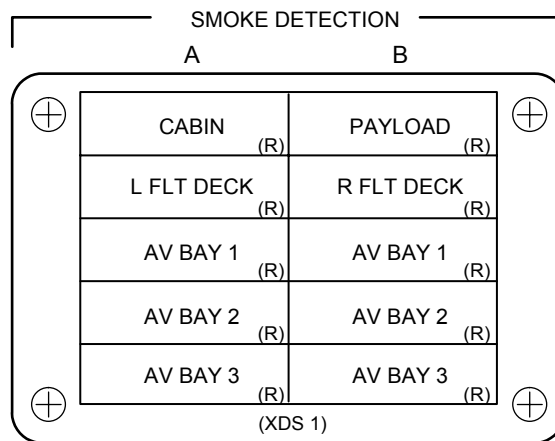 SMOKE DETECTION
A B
CABIN (R) PAYLOAD (R)
L FLT DECK (R) R FLT DECK (R)
AV BAY 1 (R) AV BAY 1 (R)
AV BAY 2 (R) AV BAY 2 (R)
AV BAY 3 (R) AV BAY 3 (R)
(XDS 1)